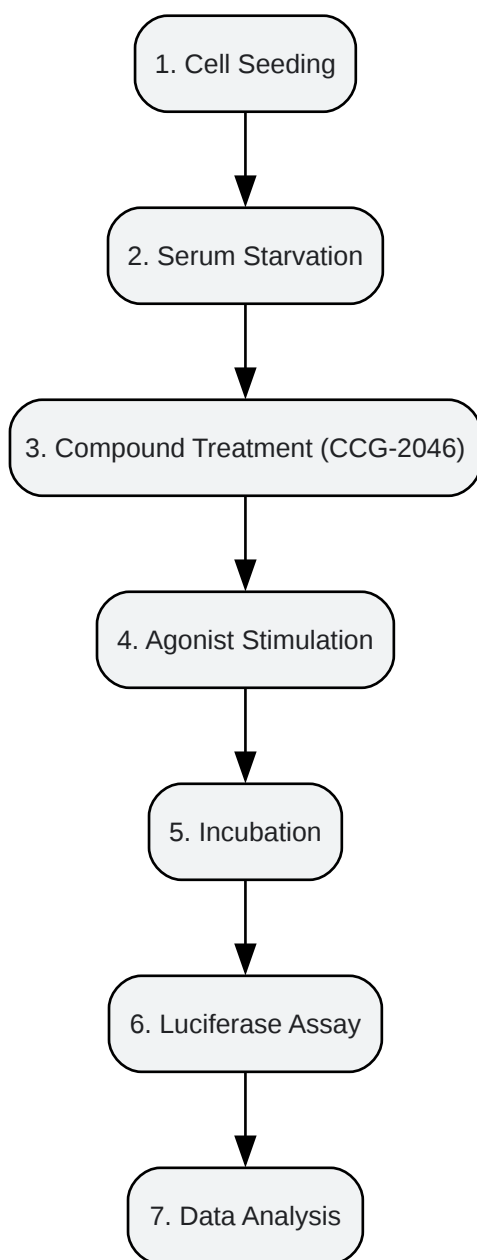 1. Cell Seeding
2. Serum Starvation
3. Compound Treatment (CCG-2046)
4. Agonist Stimulation
5. Incubation
6. Luciferase Assay
7. Data Analysis